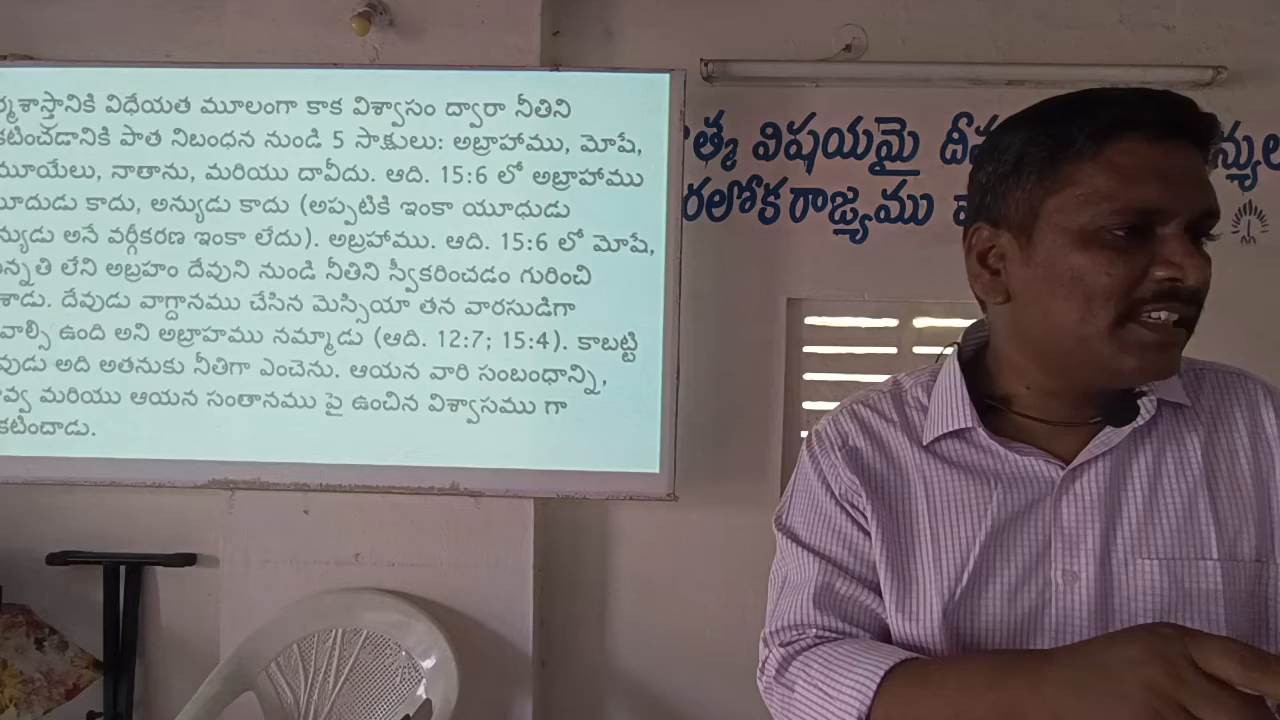 ర్మశాస్త్రానికి విధేయత మూలంగా కాక విశ్వాసం ద్వారా నీతిని
కటించడానికి పాత నిబంధన నుండి 5 సాక్షులు: అబ్రాహాము, మోషే,
మూయేలు, నాతాను, మరియు దావీదు. ఆది. 15:6 లో అబ్రాహాము
యూదుడు కాదు, అన్యుడు కాదు (అప్పటికి ఇంకా యూధుడు
న్యుడు అనే వర్గీకరణ ఇంకా లేదు). అబ్రహాము. ఆది. 15:6 లో మోషే,
న్నతి లేని అబ్రహం దేవుని నుండి నీతిని స్వీకరించడం గురించి
శాడు. దేవుడు వాగ్దానము చేసిన మెస్సియా తన వారసుడిగా
వాల్సి ఉంది అని అబ్రాహము నమ్మాడు (ఆది. 12:7; 15:4). కాబట్టి
వుడు అది అతనుకు నీతిగా ఎంచెను. ఆయన వారి సంబంధాన్ని,
వ్వ మరియు ఆయన సంతానము పై ఉంచిన విశ్వాసము గా
కటించాడు.
త్మ విషయమై దీన న్యుల
రలోక రాజ్యము